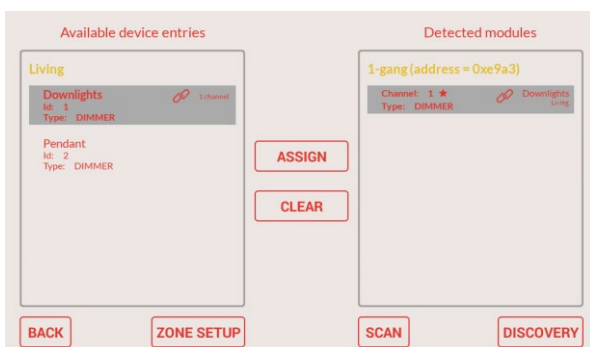 Available device entries
Detected modules
Living
Downlights
Id: 1
Type: DIMMER
1 channel
Pendant
Id: 2
Type: DIMMER
ASSIGN
CLEAR
1-gang (address = 0xe9a3)
Channel: 1 ★
Type: DIMMER
Downlights
Living
BACK
ZONE SETUP
SCAN
DISCOVERY